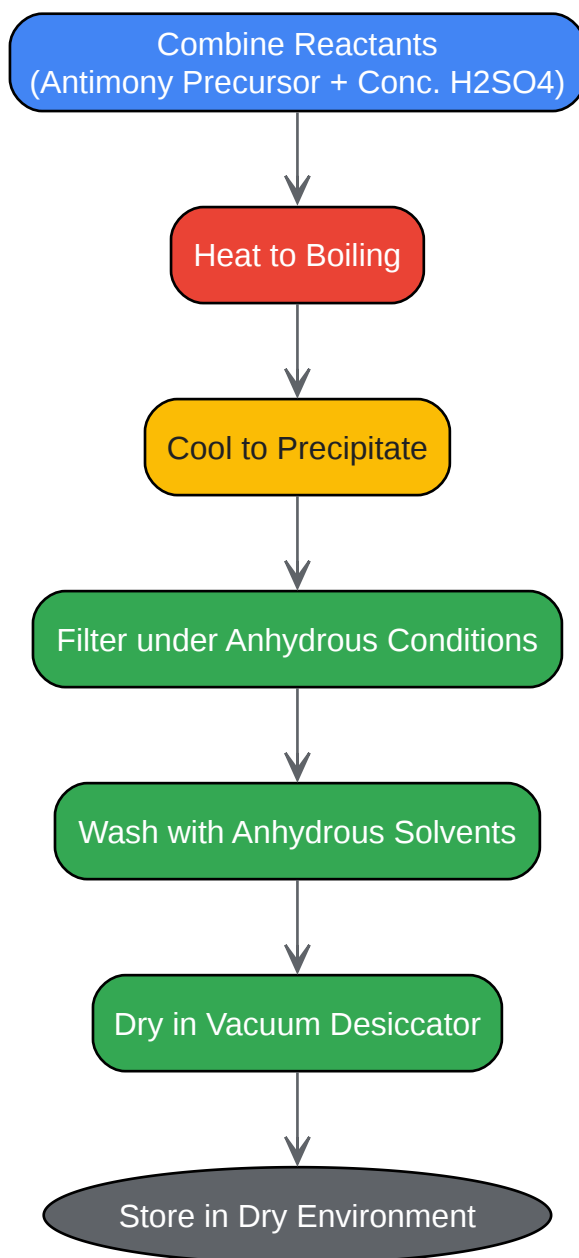 Combine Reactants
(Antimony Precursor + Conc. H2SO4)
Heat to Boiling
Cool to Precipitate
Filter under Anhydrous Conditions
Wash with Anhydrous Solvents
Dry in Vacuum Desiccator
Store in Dry Environment